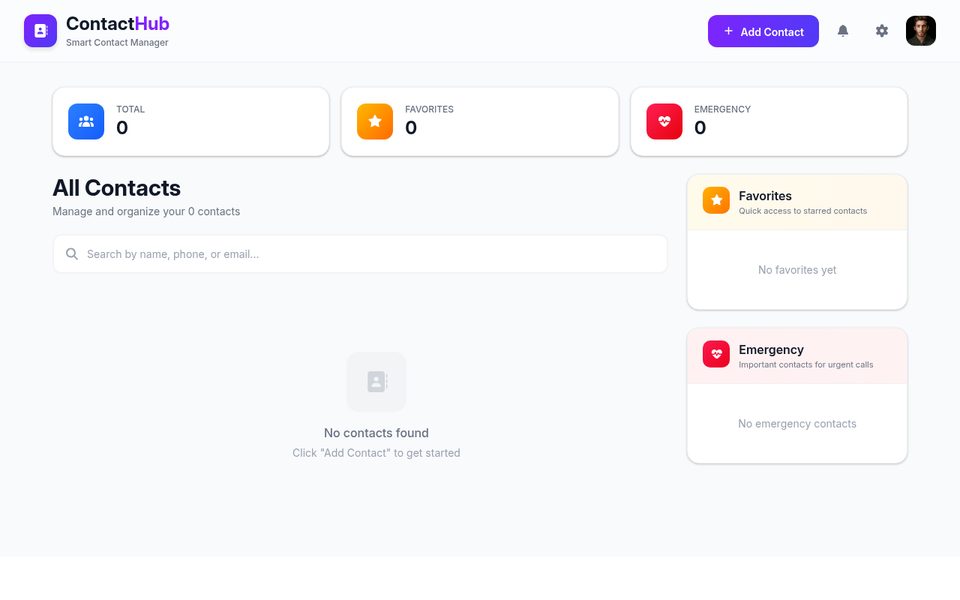 ContactHub
Smart Contact Manager
+ Add Contact
TOTAL
0
FAVORITES
0
EMERGENCY
0
All Contacts
Manage and organize your 0 contacts
Search by name, phone, or email...
No contacts found
Click "Add Contact" to get started
Favorites
Quick access to starred contacts
No favorites yet
Emergency
Important contacts for urgent calls
No emergency contacts